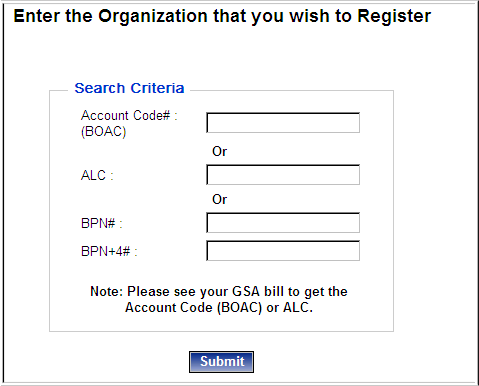 Enter the Organization that you wish to Register
Search Criteria
Account Code# :
(BOAC)
Or
ALC :
Or
BPN# :
BPN+4# :
Note: Please see your GSA bill to get the
Account Code (BOAC) or ALC.
Submit